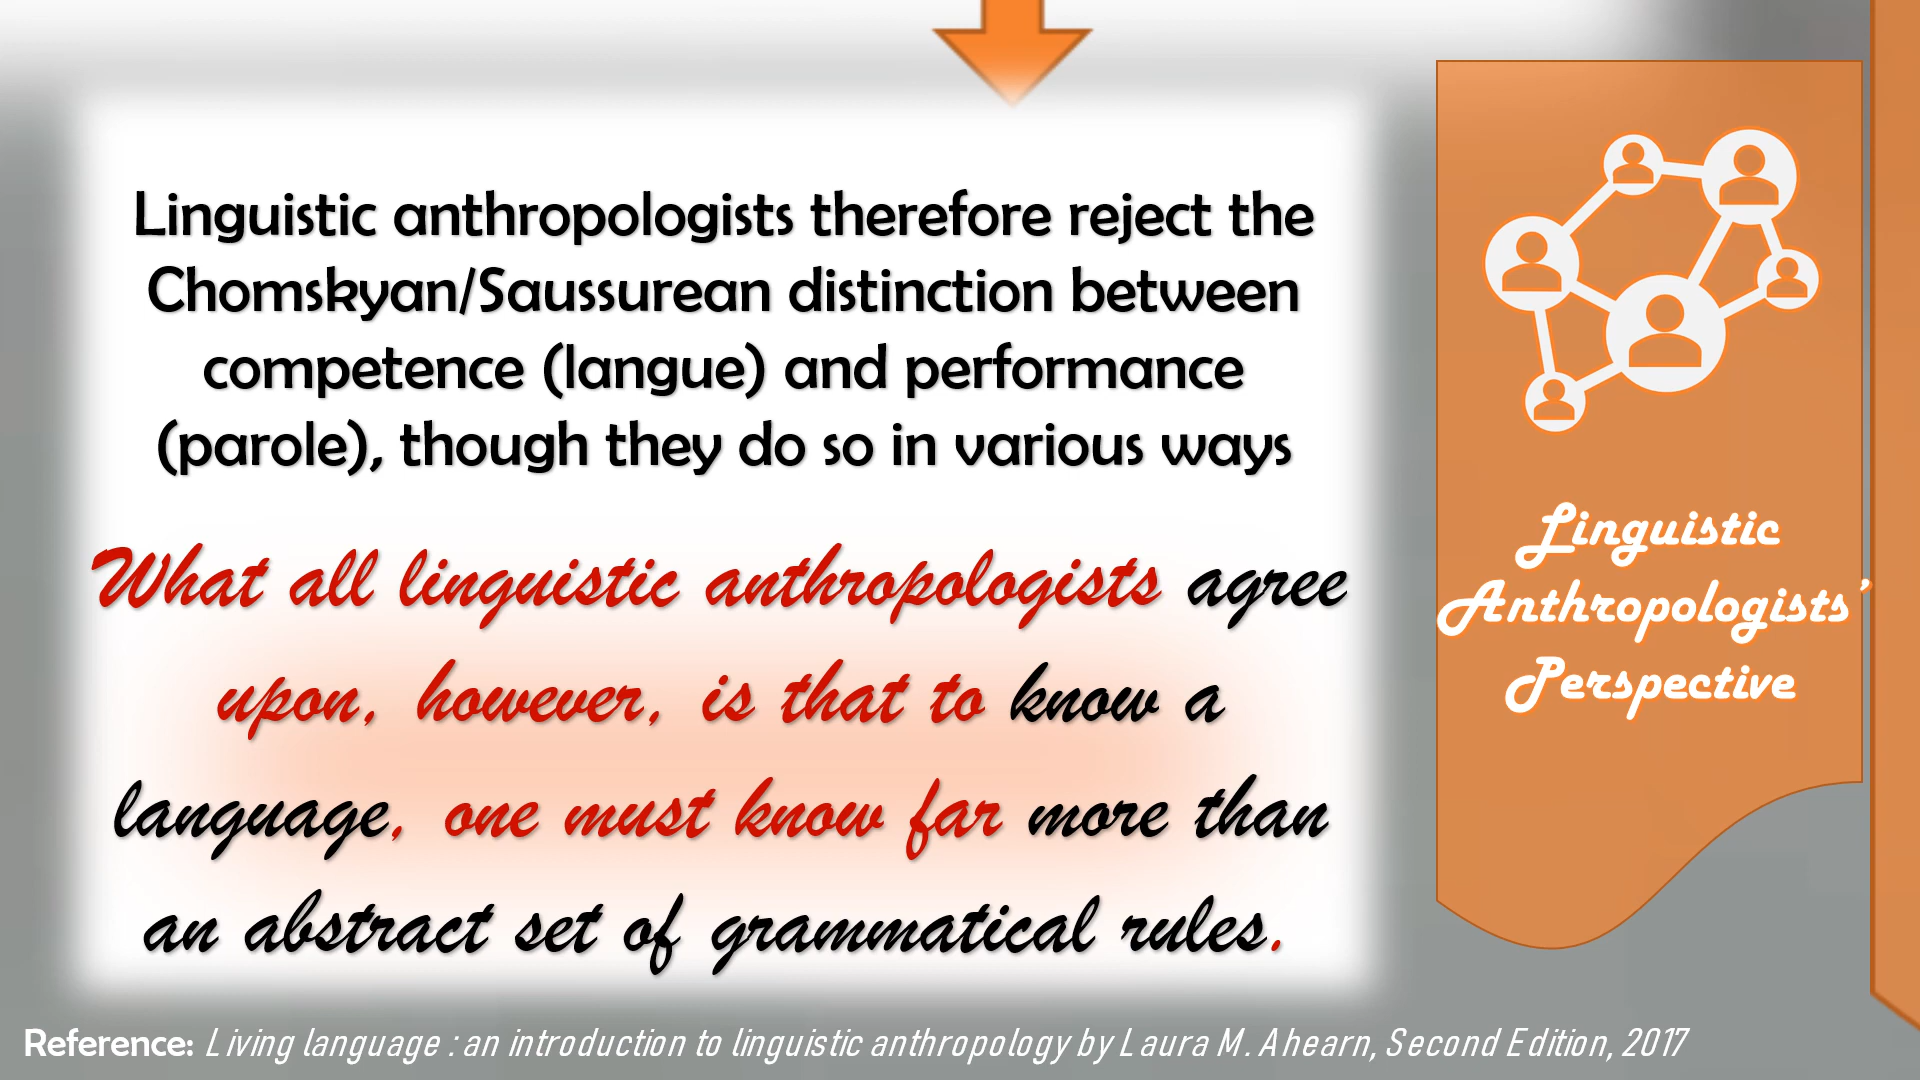 Linguistic anthropologists therefore reject the
Chomskyan/Saussurean distinction between
competence (langue) and performance
(parole), though they do so in various ways
What all linguistic anthropologists agree
upon, however, is that to know a
language, one must know far more than
an abstract set of grammatical rules.
Linguistic
Anthropologists’
Perspective
Reference: Living language : an introduction to linguistic anthropology by Laura M. Ahearn, Second Edition, 2017